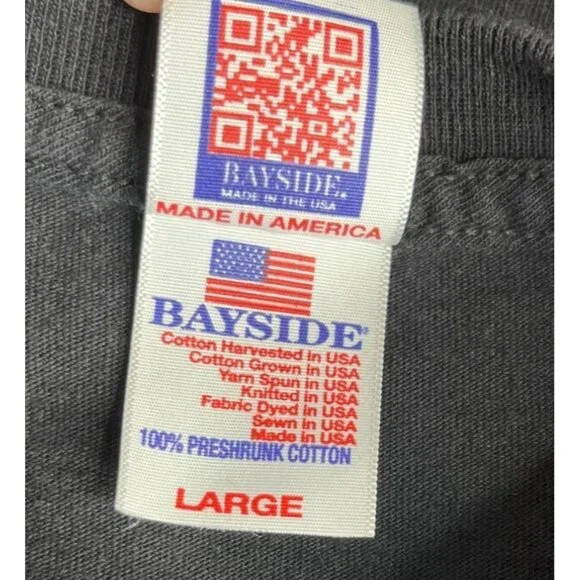 BAYSIDE
MADE IN THE USA
MADE IN AMERICA
BAYSIDE®
Cotton Harvested in USA
Cotton Grown in USA
Yarn Spun in USA
Knitted in USA
Fabric Dyed in USA
Sewn in USA
Made in USA
100% PRESHRUNK COTTON
LARGE